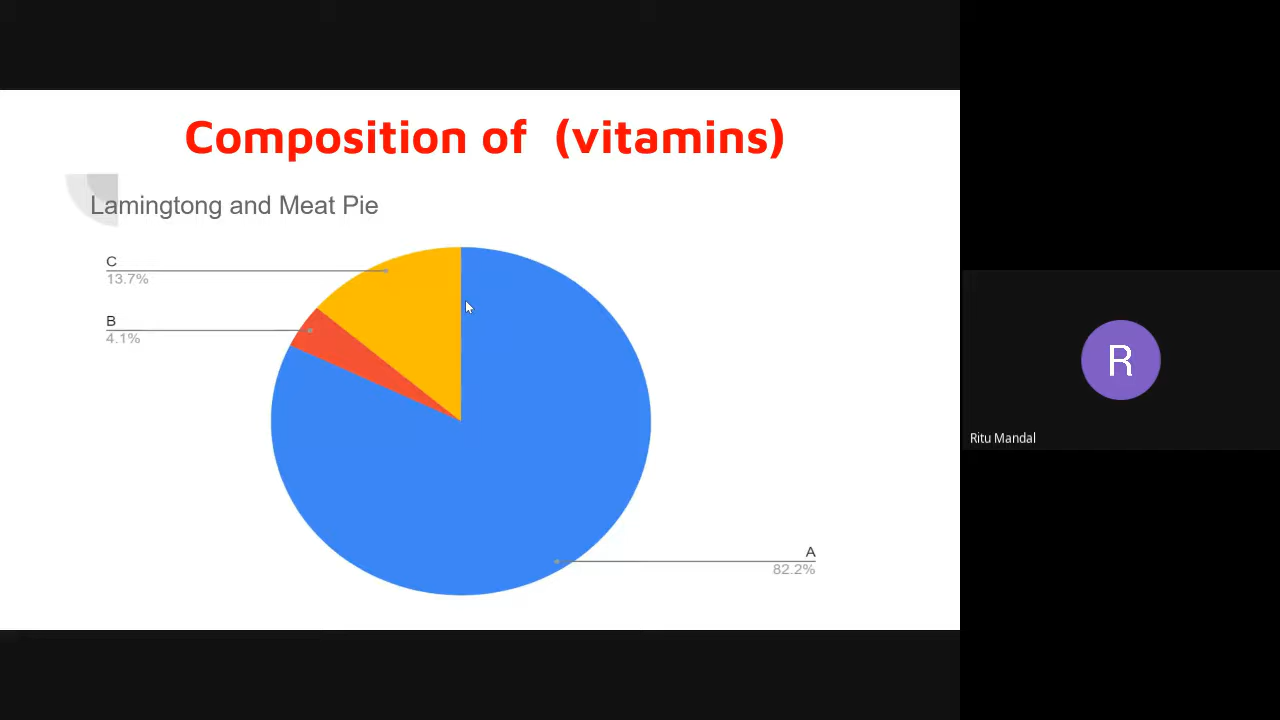 Composition of (vitamins)
Lamingtong and Meat Pie
C
13.7%
B
4.1%
A
82.2%
R
Ritu Mandal